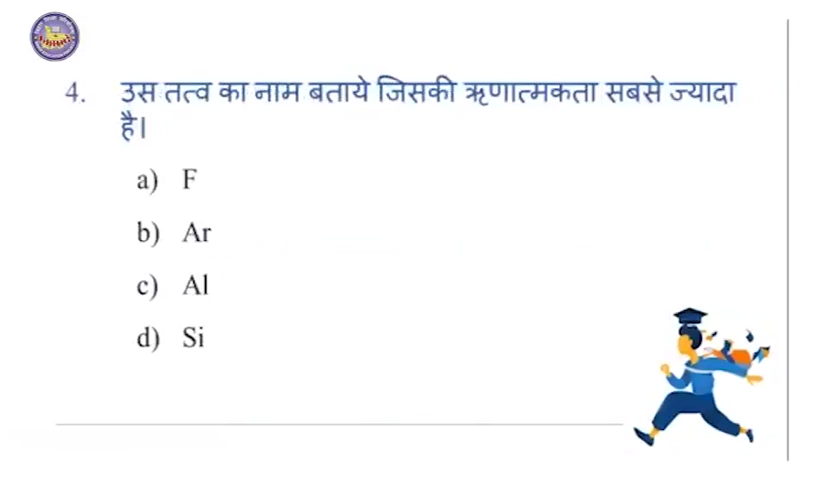 4. उस तत्व का नाम बताये जिसकी ऋणात्मकता सबसे ज्यादा
है।
a) F
b) Ar
c) Al
d) Si